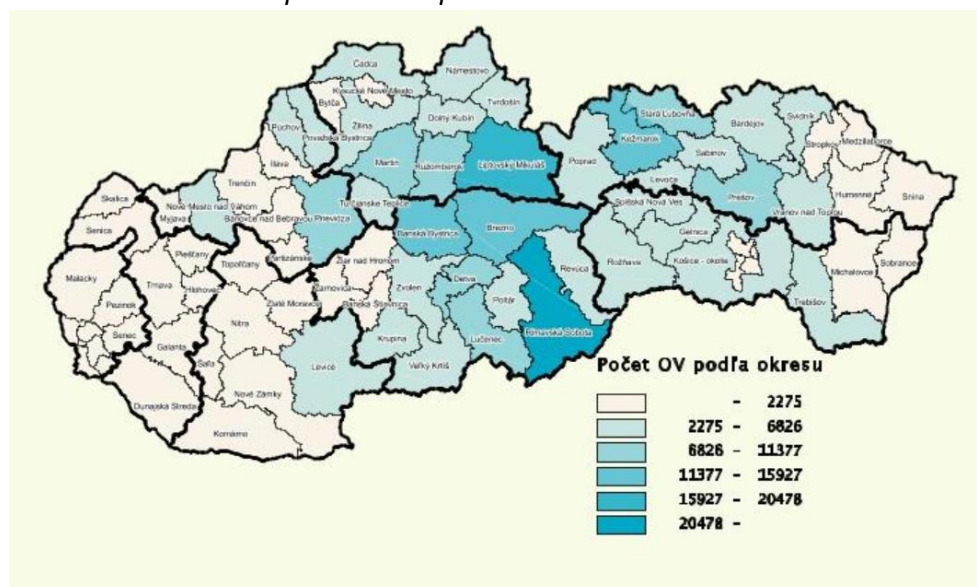 Čadca
Námestovo
Kysucké Nové Mesto
Bytča
Tvrdošín
Dolný Kubín
Žilina
Púchov
Považská Bystrica
Stará Ľubovňa
Kežmarok
Bardejov
Svidník
Stropkov
Medzilaborce
Martin
Ružomberok
Liptovský Mikuláš
Poprad
Sabinov
Ilava
Levoča
Trenčín
Prešov
Humenné
Snina
Skalica
Nové Mesto nad Váhom
Turčianske Teplice
Spišská Nová Ves
Vranov nad Topľou
Myjava
Bánovce nad Bebravou
Prievidza
Senica
Banská Bystrica
Brezno
Gelnica
Partizánske
Piešťany
Topoľčany
Žiar nad Hronom
Revúca
Rožňava
Košice - okolie
Sobrance
Michalovce
Malacky
Trnava
Hlohovec
Žarnovica
Zvolen
Detva
Poltár
Zlaté Moravce
Banská Štiavnica
Trebišov
Pezinok
Nitra
Senec
Krupina
Lučenec
Rimavská Sobota
Galanta
Šaľa
Levice
Veľký Krtíš
Nové Zámky
Dunajská Streda
Komárno
Počet OV podľa okresu
- 2275
2275 - 6826
6826 - 11377
11377 - 15927
15927 - 20478
20478 -